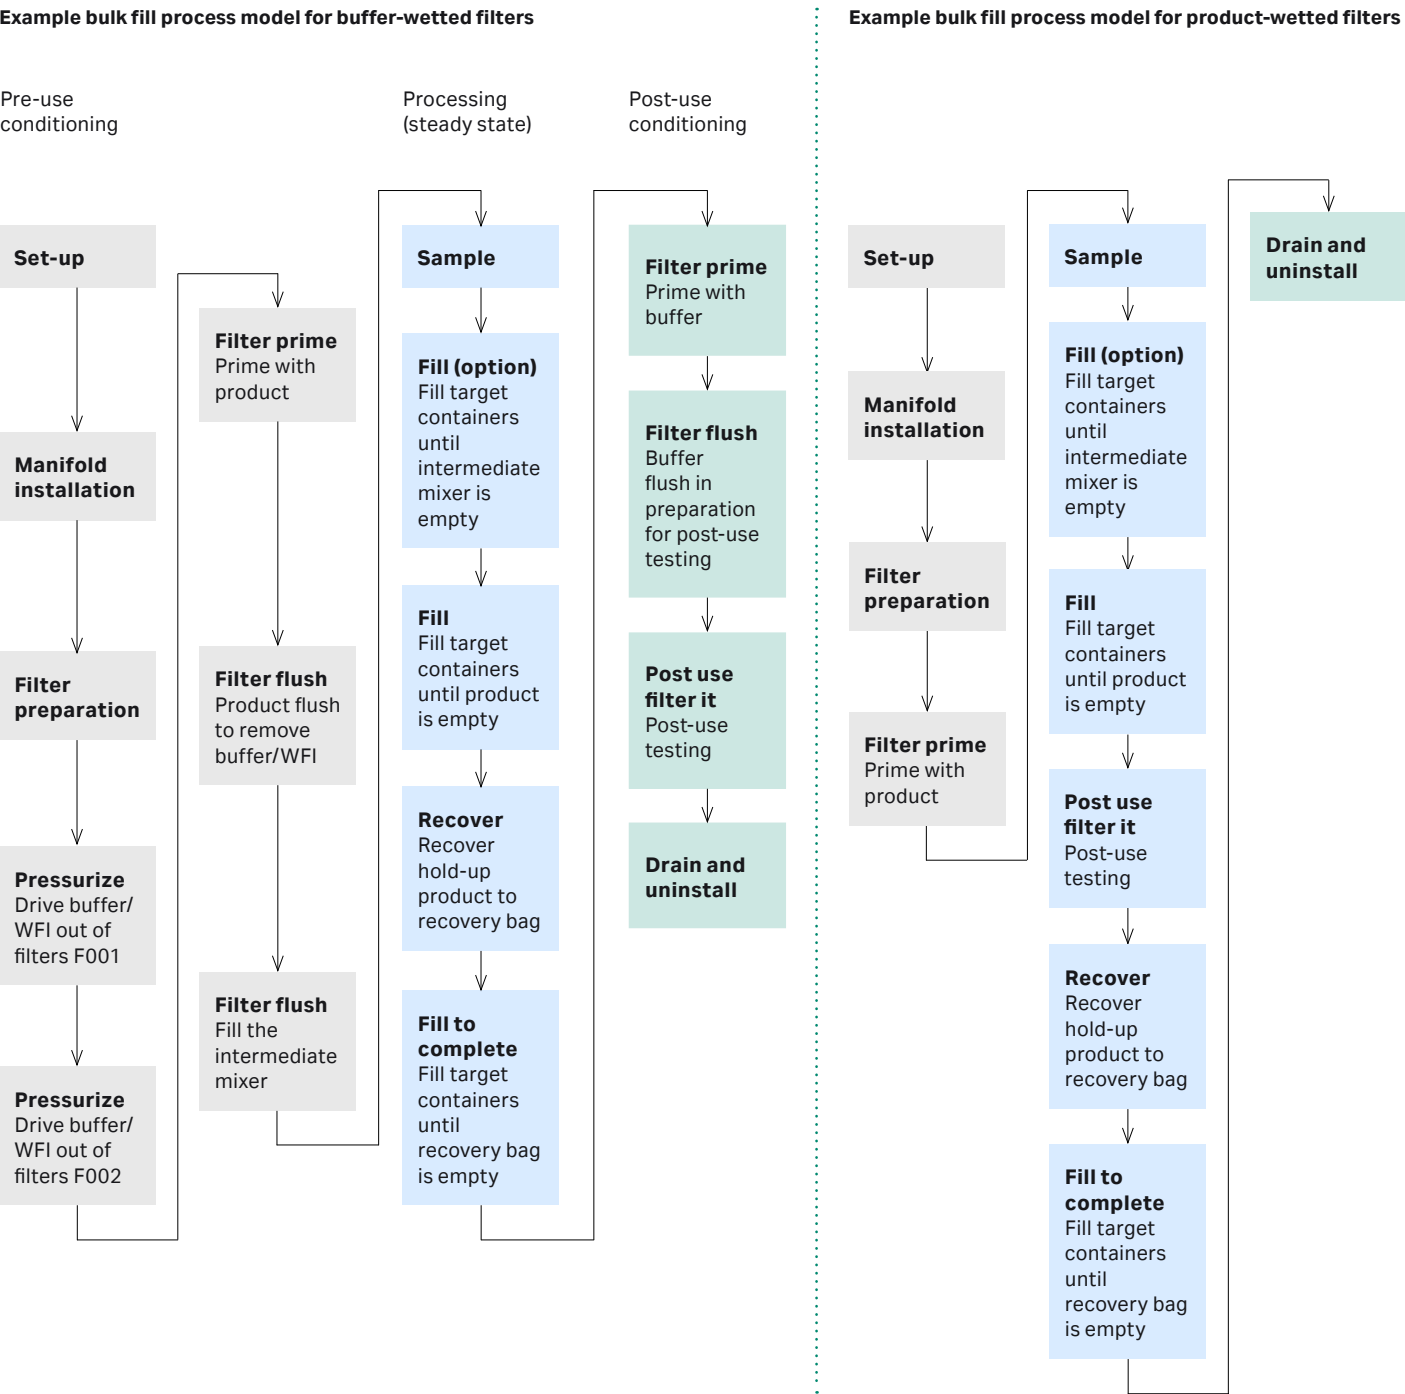 Example bulk fill process model for buffer-wetted filters
Pre-use
conditioning
Set-up
Manifold
installation
Filter
preparation
Pressurize
Drive buffer/
WFI out of
filters F001
Pressurize
Drive buffer/
WFI out of
filters F002
Filter prime
Prime with
product
Filter flush
Product flush
to remove
buffer/WFI
Filter flush
Fill the
intermediate
mixer
Processing
(steady state)
Sample
Fill (option)
Fill target
containers
until
intermediate
mixer is
empty
Fill
Fill target
containers
until product
is empty
Recover
Recover
hold-up
product to
recovery bag
Fill to
complete
Fill target
containers
until
recovery bag
is empty
Post-use
conditioning
Filter prime
Prime with
buffer
Filter flush
Buffer
flush in
preparation
for post-use
testing
Post use
filter it
Post-use
testing
Drain and
uninstall
Example bulk fill process model for product-wetted filters
Set-up
Manifold
installation
Filter
preparation
Filter prime
Prime with
product
Sample
Fill (option)
Fill target
containers
until
intermediate
mixer is
empty
Fill
Fill target
containers
until product
is empty
Post use
filter it
Post-use
testing
Recover
Recover
hold-up
product to
recovery bag
Fill to
complete
Fill target
containers
until
recovery bag
is empty
Drain and
uninstall